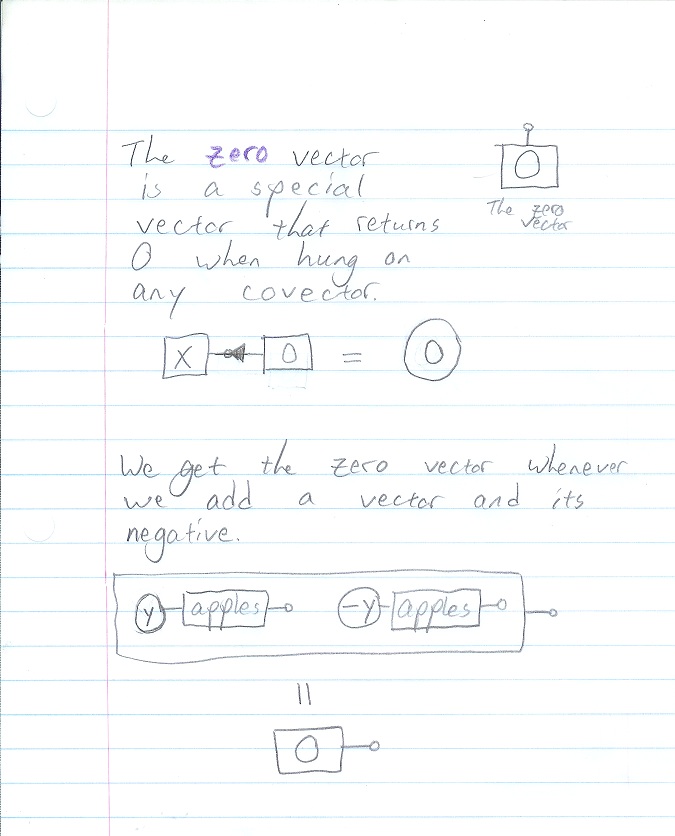 The zero vector
is a special
vector that returns
0 when hung on
any covector.
0
The zero
vector
X 0 = 0
We get the zero vector whenever
we add a vector and its
negative.
y apples -y apples
=
0